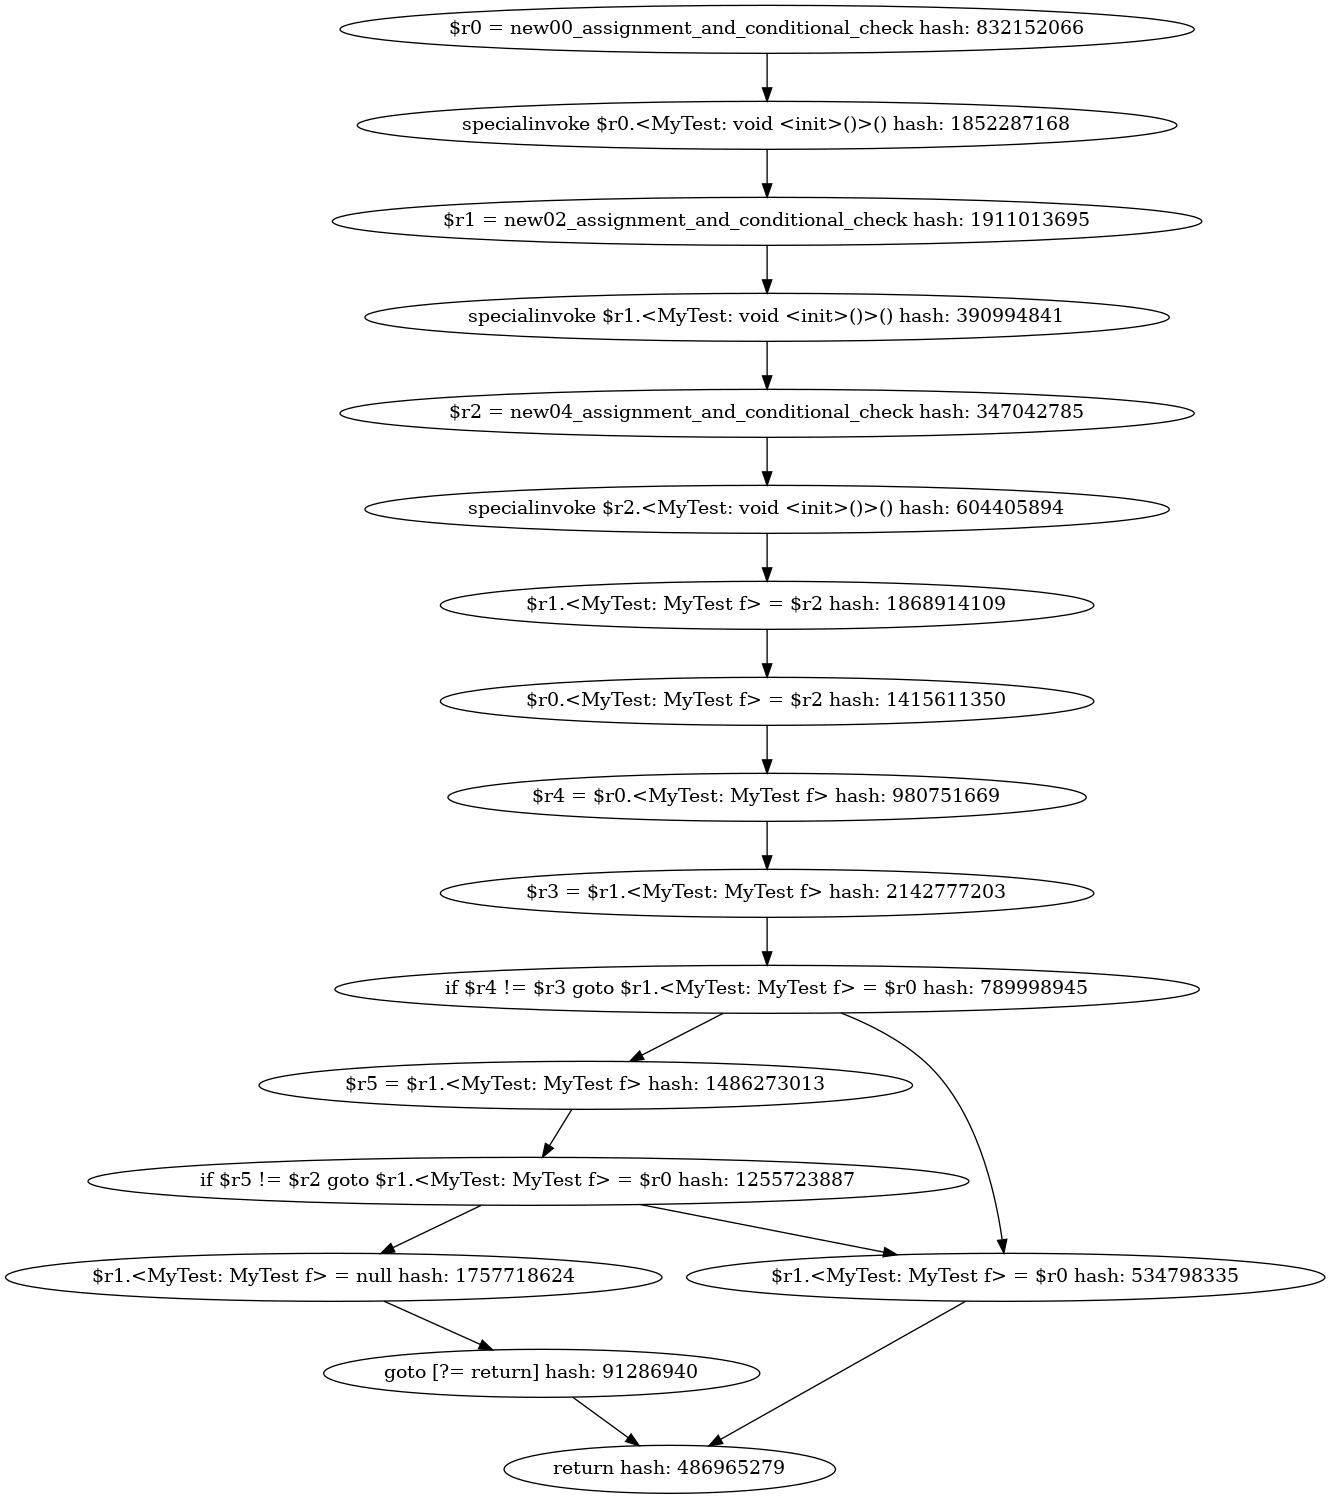 $r0 = new00_assignment_and_conditional_check hash: 832152066
specialinvoke $r0.<MyTest: void <init>()>() hash: 1852287168
$r1 = new02_assignment_and_conditional_check hash: 1911013695
specialinvoke $r1.<MyTest: void <init>()>() hash: 390994841
$r2 = new04_assignment_and_conditional_check hash: 347042785
specialinvoke $r2.<MyTest: void <init>()>() hash: 604405894
$r1.<MyTest: MyTest f> = $r2 hash: 1868914109
$r0.<MyTest: MyTest f> = $r2 hash: 1415611350
$r4 = $r0.<MyTest: MyTest f> hash: 980751669
$r3 = $r1.<MyTest: MyTest f> hash: 2142777203
if $r4 != $r3 goto $r1.<MyTest: MyTest f> = $r0 hash: 789998945
$r5 = $r1.<MyTest: MyTest f> hash: 1486273013
if $r5 != $r2 goto $r1.<MyTest: MyTest f> = $r0 hash: 1255723887
$r1.<MyTest: MyTest f> = null hash: 1757718624
$r1.<MyTest: MyTest f> = $r0 hash: 534798335
goto [?= return] hash: 91286940
return hash: 486965279